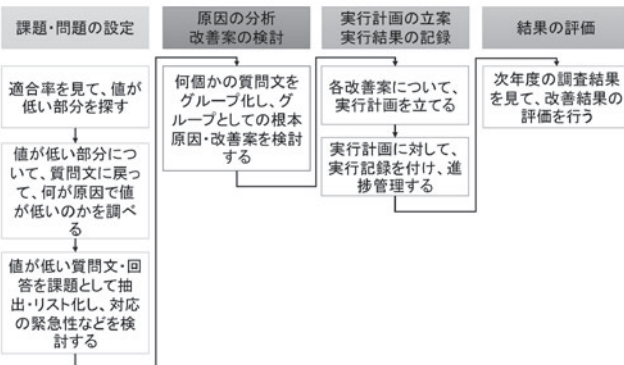 課題・問題の設定
適合率を見て、値が
低い部分を探す
値が低い部分につ
いて、質問文に戻っ
て、何が原因で値
が低いのかを調べ
る
値が低い質問文・回
答を課題として抽
出・リスト化し、対応
の緊急性などを検
討する
原因の分析
改善案の検討
何個かの質問文を
グループ化し、グ
ループとしての根本
原因・改善案を検討
する
実行計画の立案
実行結果の記録
各改善案について、
実行計画を立てる
実行計画に対して、
実行記録を付け、進
捗管理する
結果の評価
次年度の調査結果
を見て、改善結果の
評価を行う